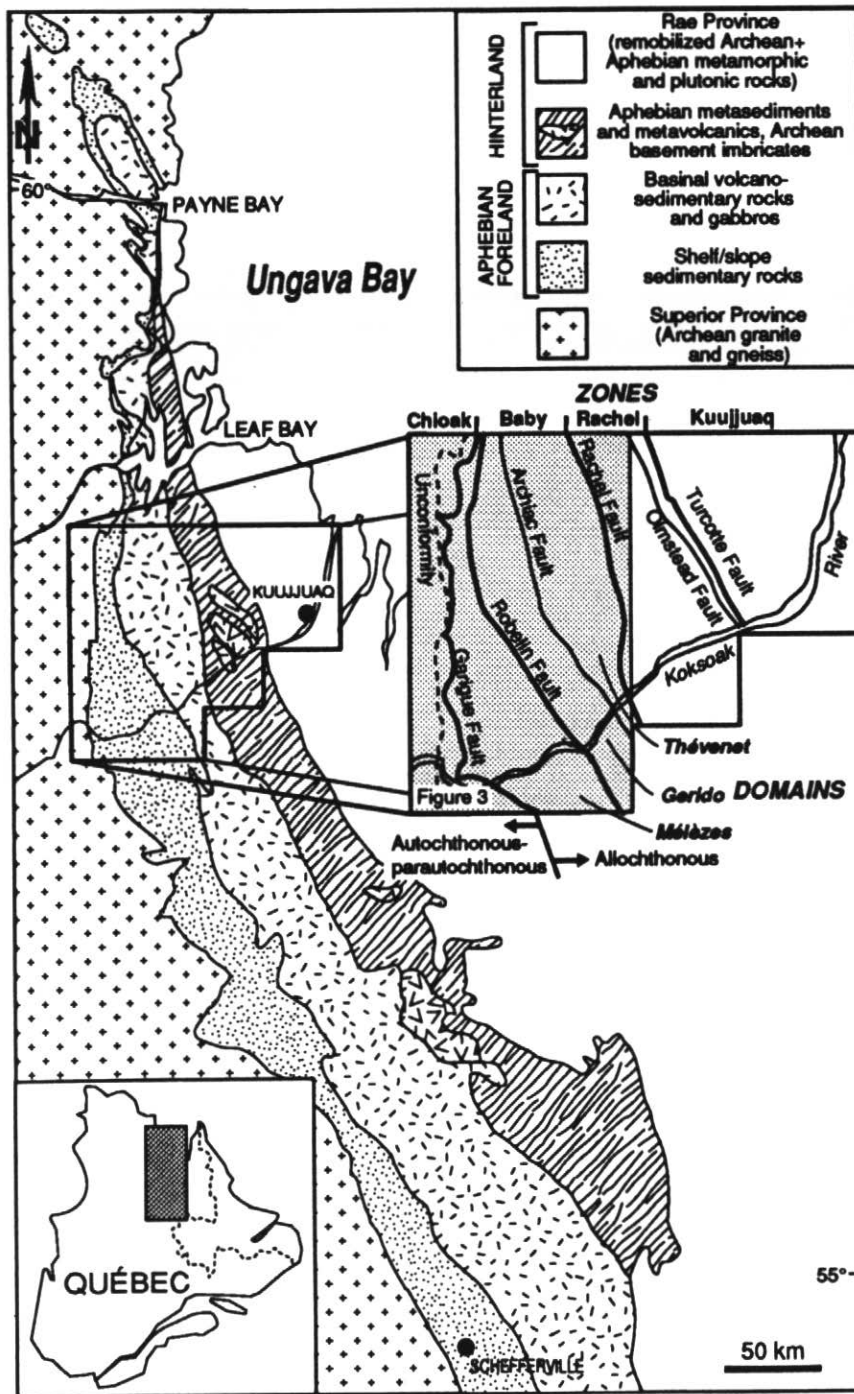 HINTERLAND
Rae Province
(remobilized Archean+
Aphebian metamorphic
and plutonic rocks)
Aphebian metasediments
and metavolcanics, Archean
basement imbricates
APHEBIAN
FORELAND
Basinal volcano-
sedimentary rocks
and gabbros
Shelf/slope
sedimentary rocks
Superior Province
(Archean granite
and gneiss)
N
60°
PAYNE BAY
Ungava Bay
LEAF BAY
KUUJJUAQ
ZONES
Chioak
Baby
Rachel
Kuujjuaq
Unconformity
Gerigue Fault
Robelin Fault
Archiac Fault
Rachel Fault
Olmstead Fault
Turcotte Fault
Koksoak
River
Thévenet
Gerido
DOMAINS
Mélèzes
Figure 3
Autochthonous-
parautochthonous
Allochthonous
QUÉBEC
55°
SCHEFFERVILLE
50 km